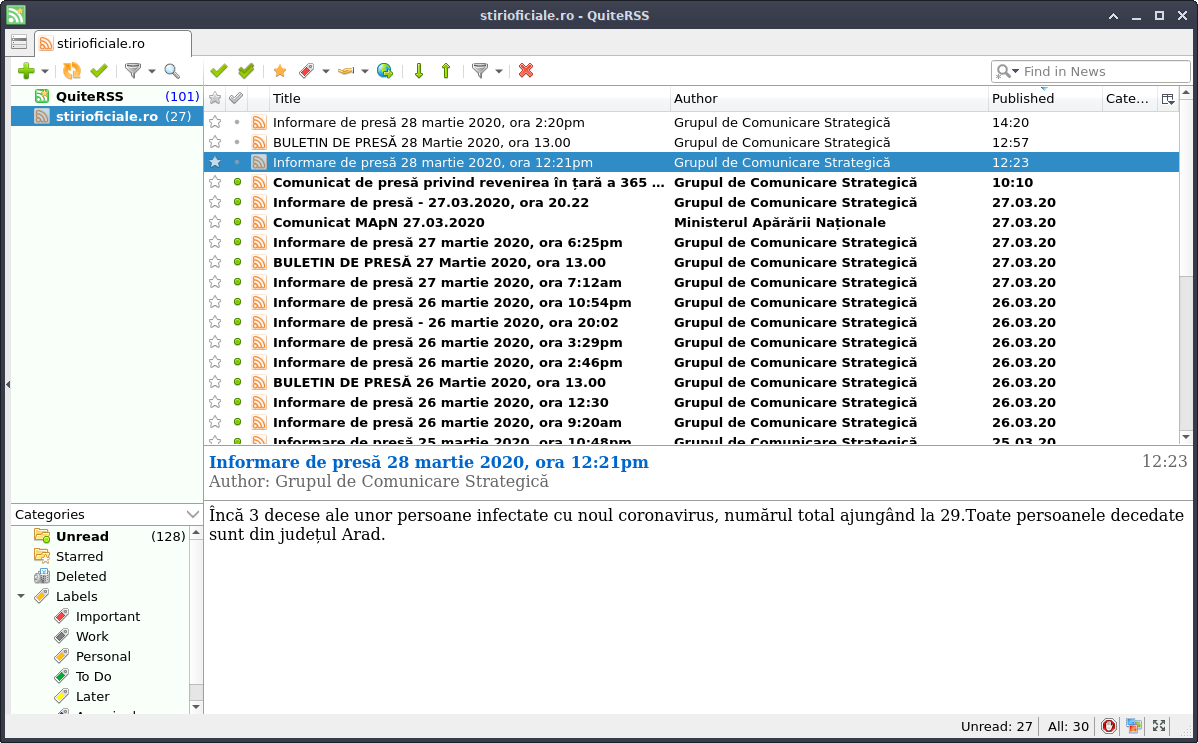 stirioficiale.ro - QuiteRSS
stirioficiale.ro
Find in News
QuiteRSS (101)
stirioficiale.ro (27)
Title Author Published Cate...
Informare de presă 28 martie 2020, ora 2:20pm Grupul de Comunicare Strategică 14:20
BULETIN DE PRESĂ 28 Martie 2020, ora 13.00 Grupul de Comunicare Strategică 12:57
Informare de presă 28 martie 2020, ora 12:21pm Grupul de Comunicare Strategică 12:23
Comunicat de presă privind revenirea în țară a 365 ... Grupul de Comunicare Strategică 10:10
Informare de presă - 27.03.2020, ora 20.22 Grupul de Comunicare Strategică 27.03.20
Comunicat MApN 27.03.2020 Ministerul Apărării Naționale 27.03.20
Informare de presă 27 martie 2020, ora 6:25pm Grupul de Comunicare Strategică 27.03.20
BULETIN DE PRESĂ 27 Martie 2020, ora 13.00 Grupul de Comunicare Strategică 27.03.20
Informare de presă 27 martie 2020, ora 7:12am Grupul de Comunicare Strategică 27.03.20
Informare de presă 26 martie 2020, ora 10:54pm Grupul de Comunicare Strategică 26.03.20
Informare de presă - 26 martie 2020, ora 20:02 Grupul de Comunicare Strategică 26.03.20
Informare de presă 26 martie 2020, ora 3:29pm Grupul de Comunicare Strategică 26.03.20
Informare de presă 26 martie 2020, ora 2:46pm Grupul de Comunicare Strategică 26.03.20
BULETIN DE PRESĂ 26 Martie 2020, ora 13.00 Grupul de Comunicare Strategică 26.03.20
Informare de presă 26 martie 2020, ora 12:30 Grupul de Comunicare Strategică 26.03.20
Informare de presă 26 martie 2020, ora 9:20am Grupul de Comunicare Strategică 26.03.20
Informare de presă 25 martie 2020, ora 10:48pm Grupul de Comunicare Strategică 25.03.20
Informare de presă 28 martie 2020, ora 12:21pm 12:23
Author: Grupul de Comunicare Strategică
Încă 3 decese ale unor persoane infectate cu noul coronavirus, numărul total ajungând la 29.Toate persoanele decedate
sunt din județul Arad.
Categories
Unread (128)
Starred
Deleted
Labels
Important
Work
Personal
To Do
Later
Unread: 27 All: 30